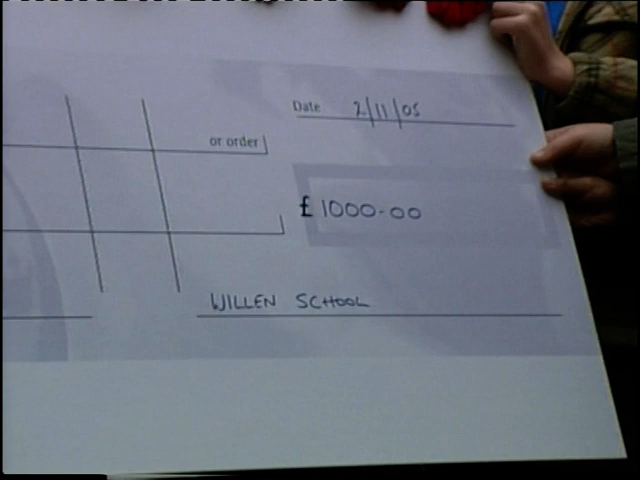 Date 2/11/05
or order
£ 1000-00
WILLEN SCHOOL